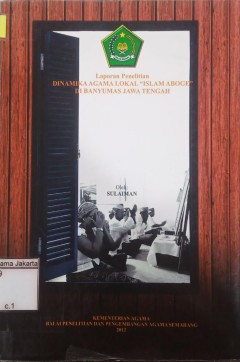 Laporan Penelitian
DINAMIKA AGAMA LOKAL "ISLAM ABOGE"
DI BANYUMAS JAWA TENGAH
Oleh:
SULAIMAN
ama Jakarta
9
c.1
KEMENTERIAN AGAMA
BALAI PENELITIAN DAN PENGEMBANGAN AGAMA SEMARANG
2012